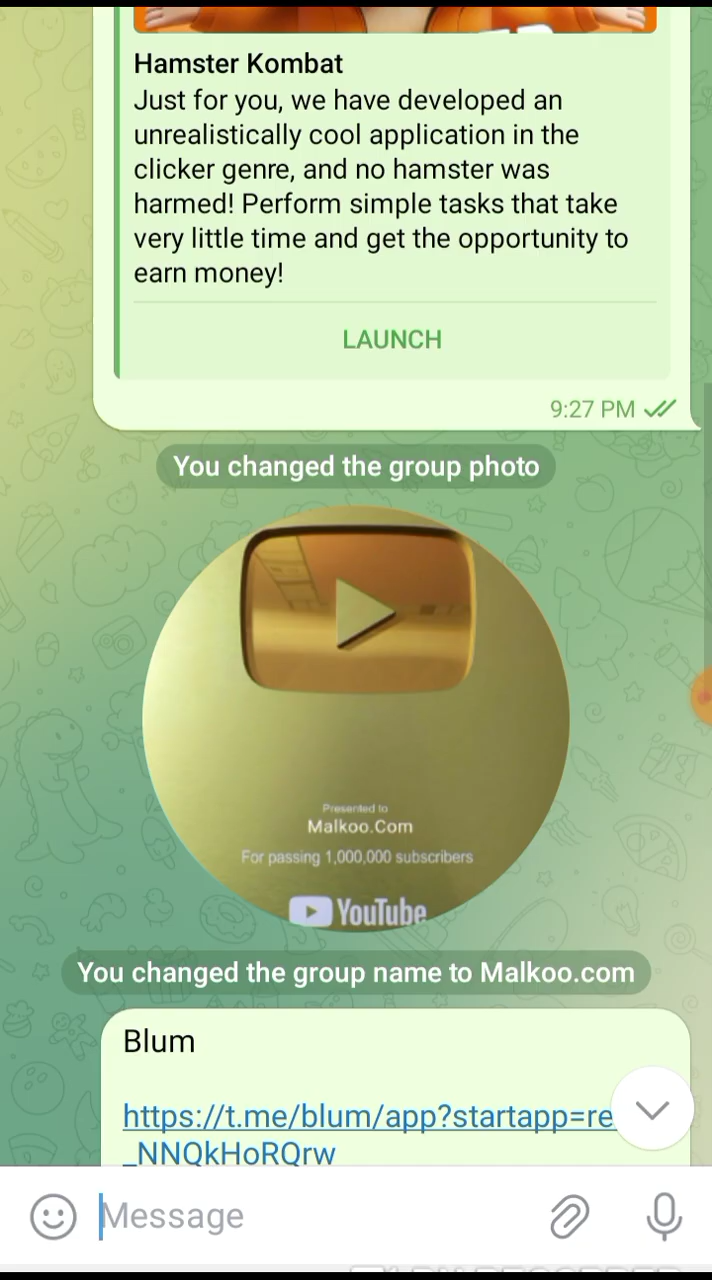 Hamster Kombat
Just for you, we have developed an
unrealistically cool application in the
clicker genre, and no hamster was
harmed! Perform simple tasks that take
very little time and get the opportunity to
earn money!
LAUNCH
9:27 PM
You changed the group photo
Presented to
Malkoo.Com
For passing 1,000,000 subscribers
YouTube
You changed the group name to Malkoo.com
Blum
https://t.me/blum/app?startapp=re
_NNQkHoRQrw
Message